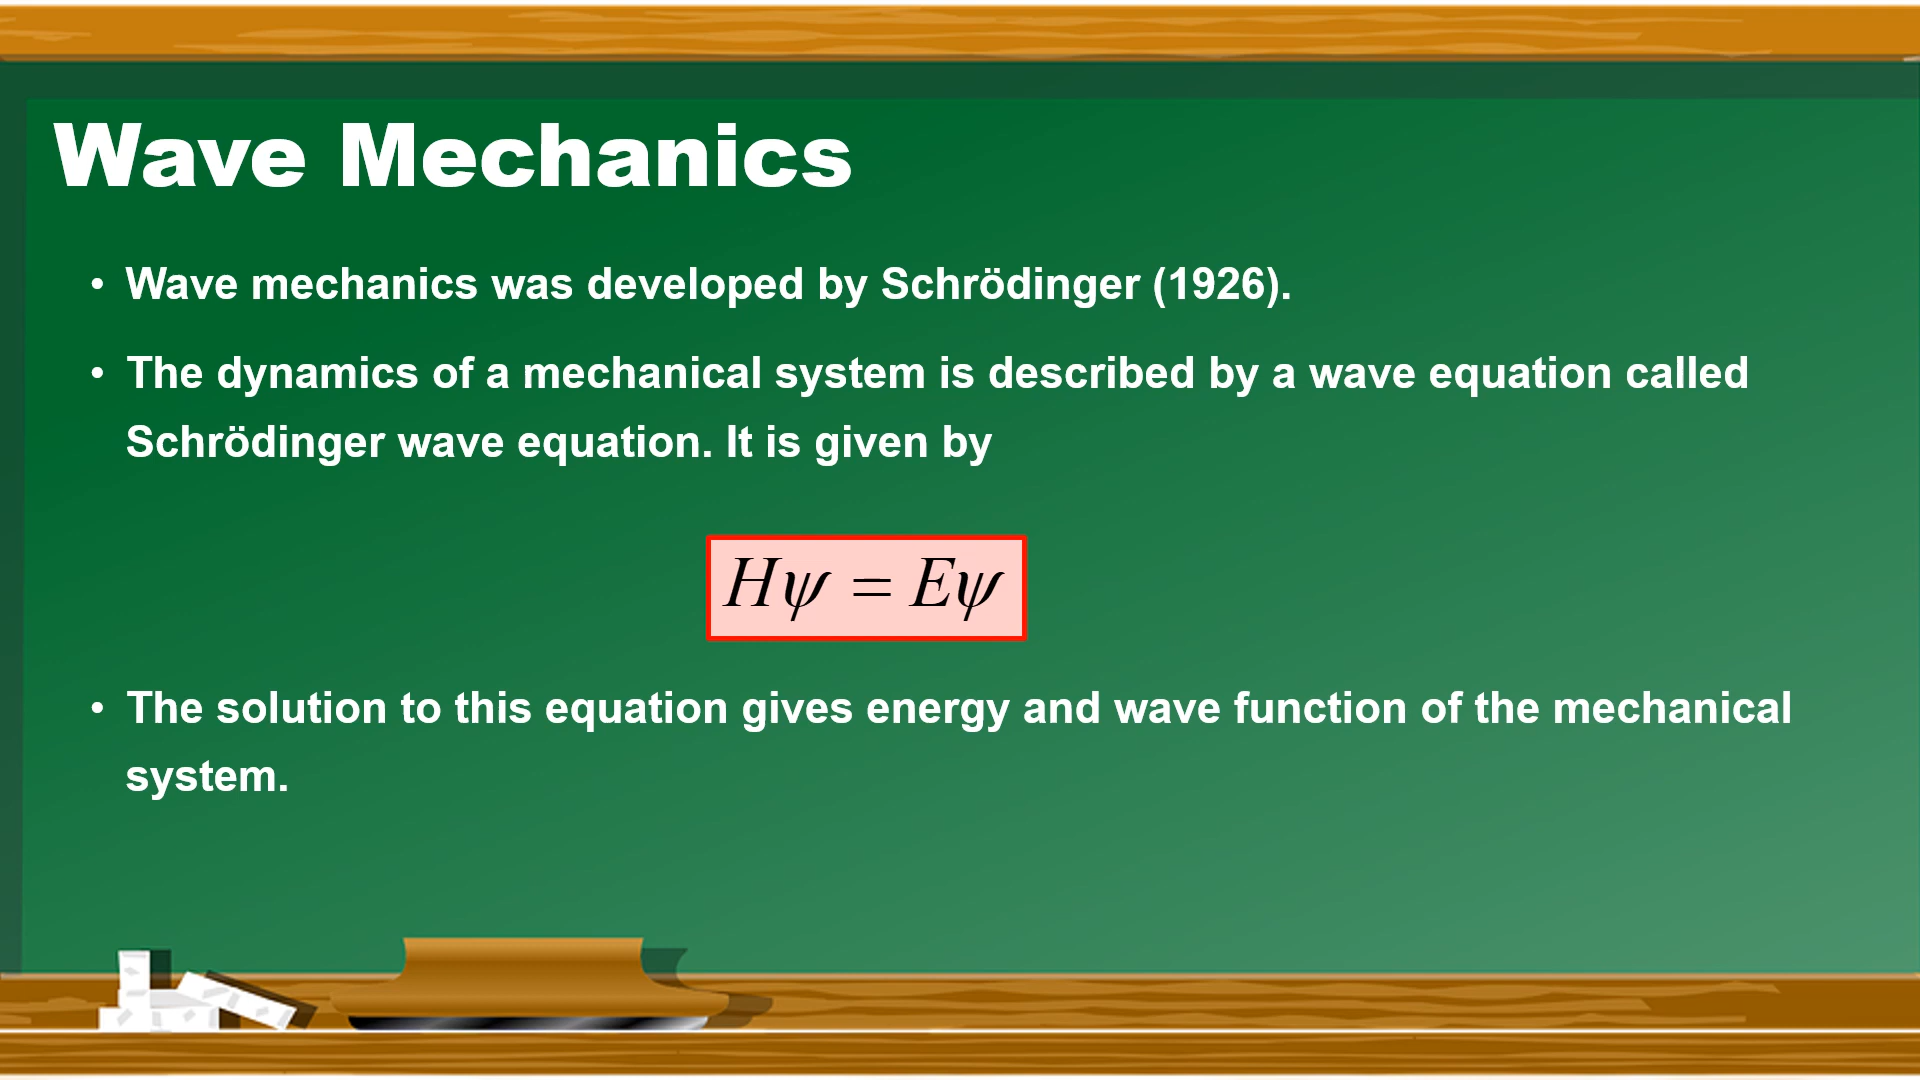 Wave Mechanics
• Wave mechanics was developed by Schrödinger (1926).
• The dynamics of a mechanical system is described by a wave equation called
Schrödinger wave equation. It is given by
Hψ = Eψ
• The solution to this equation gives energy and wave function of the mechanical
system.